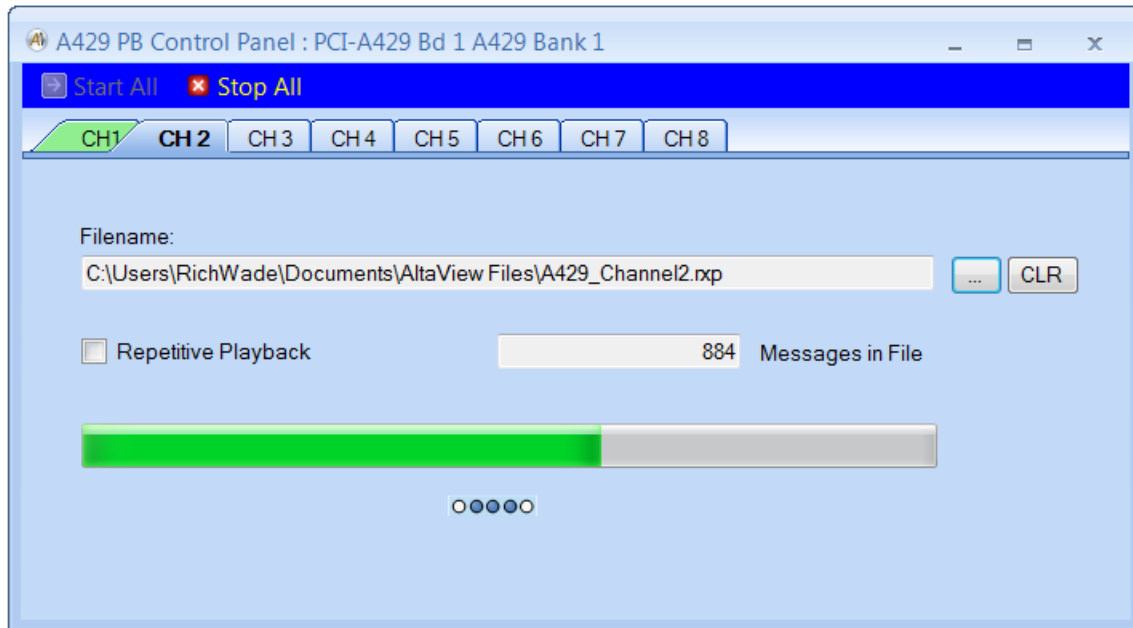 A429 PB Control Panel : PCI-A429 Bd 1 A429 Bank 1
Start All Stop All
CH1 CH 2 CH 3 CH 4 CH 5 CH 6 CH 7 CH 8
Filename:
C:\Users\RichWade\Documents\AltaView Files\A429_Channel2.rxp ... CLR
Repetitive Playback 884 Messages in File